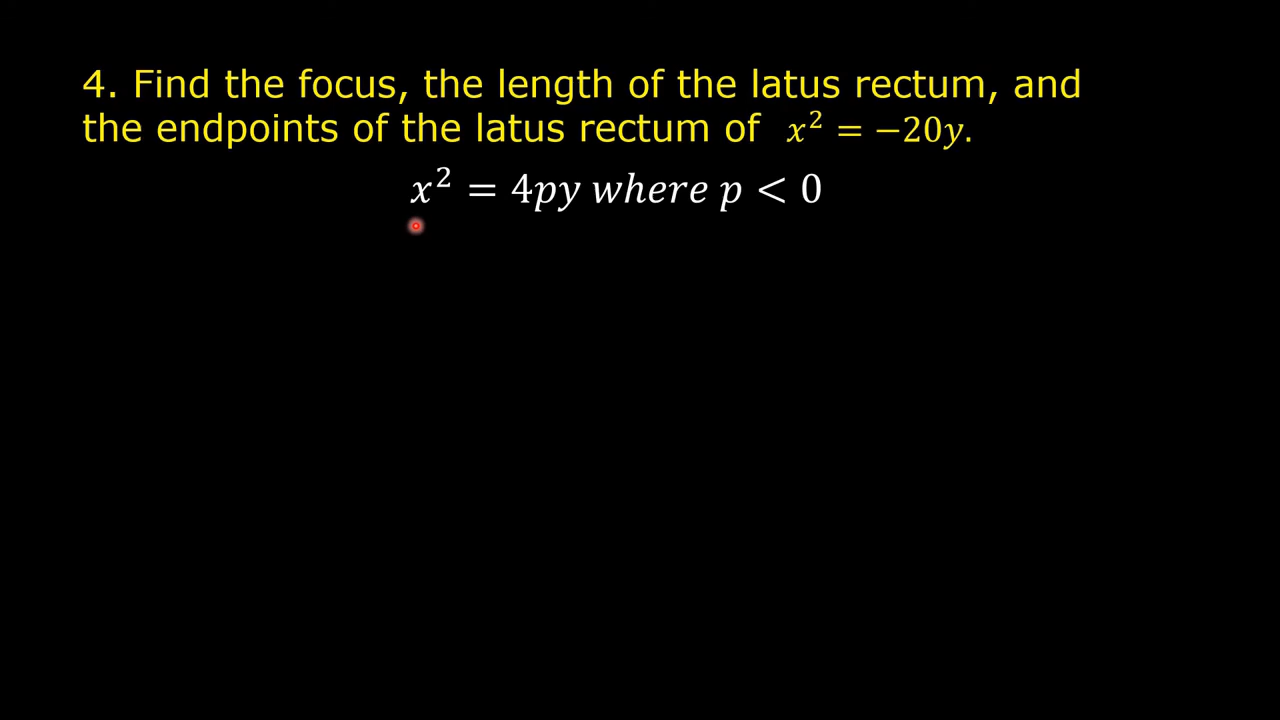 4. Find the focus, the length of the latus rectum, and
the endpoints of the latus rectum of x² = −20y.
x² = 4py where p < 0